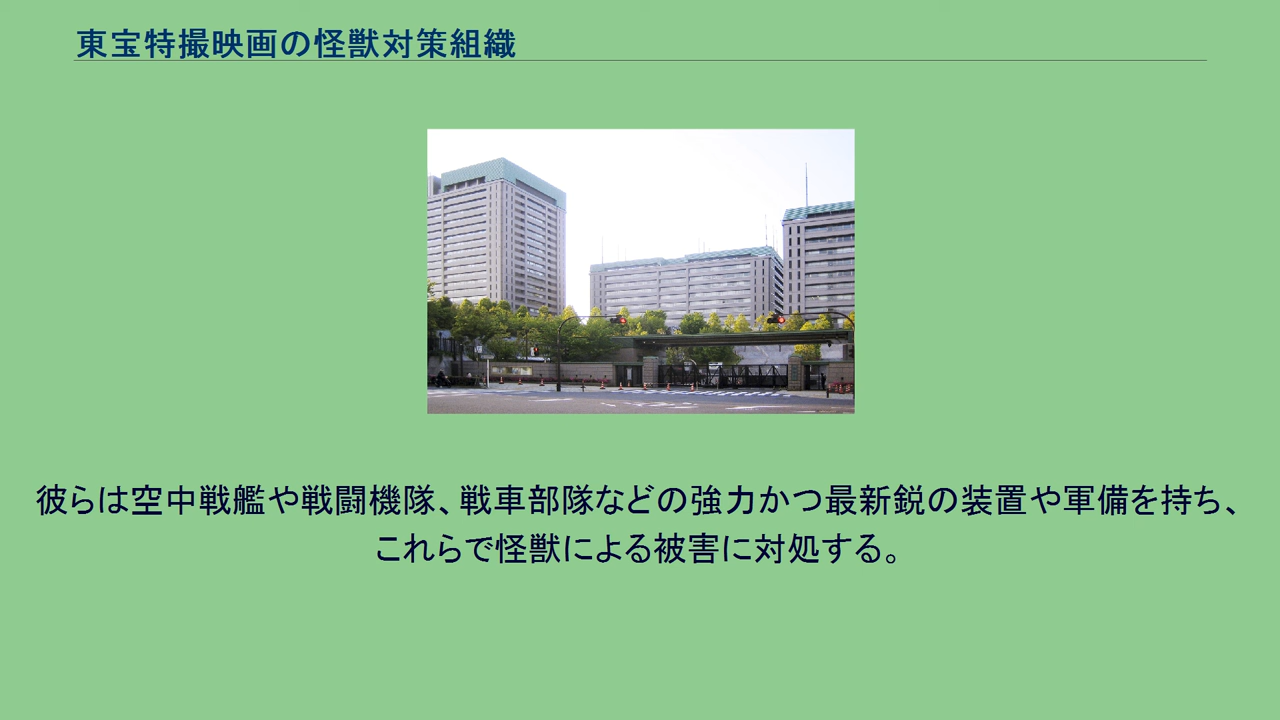 東宝特撮映画の怪獣対策組織
彼らは空中戦艦や戦闘機隊、戦車部隊などの強力かつ最新鋭の装置や軍備を持ち、
これらで怪獣による被害に対処する。